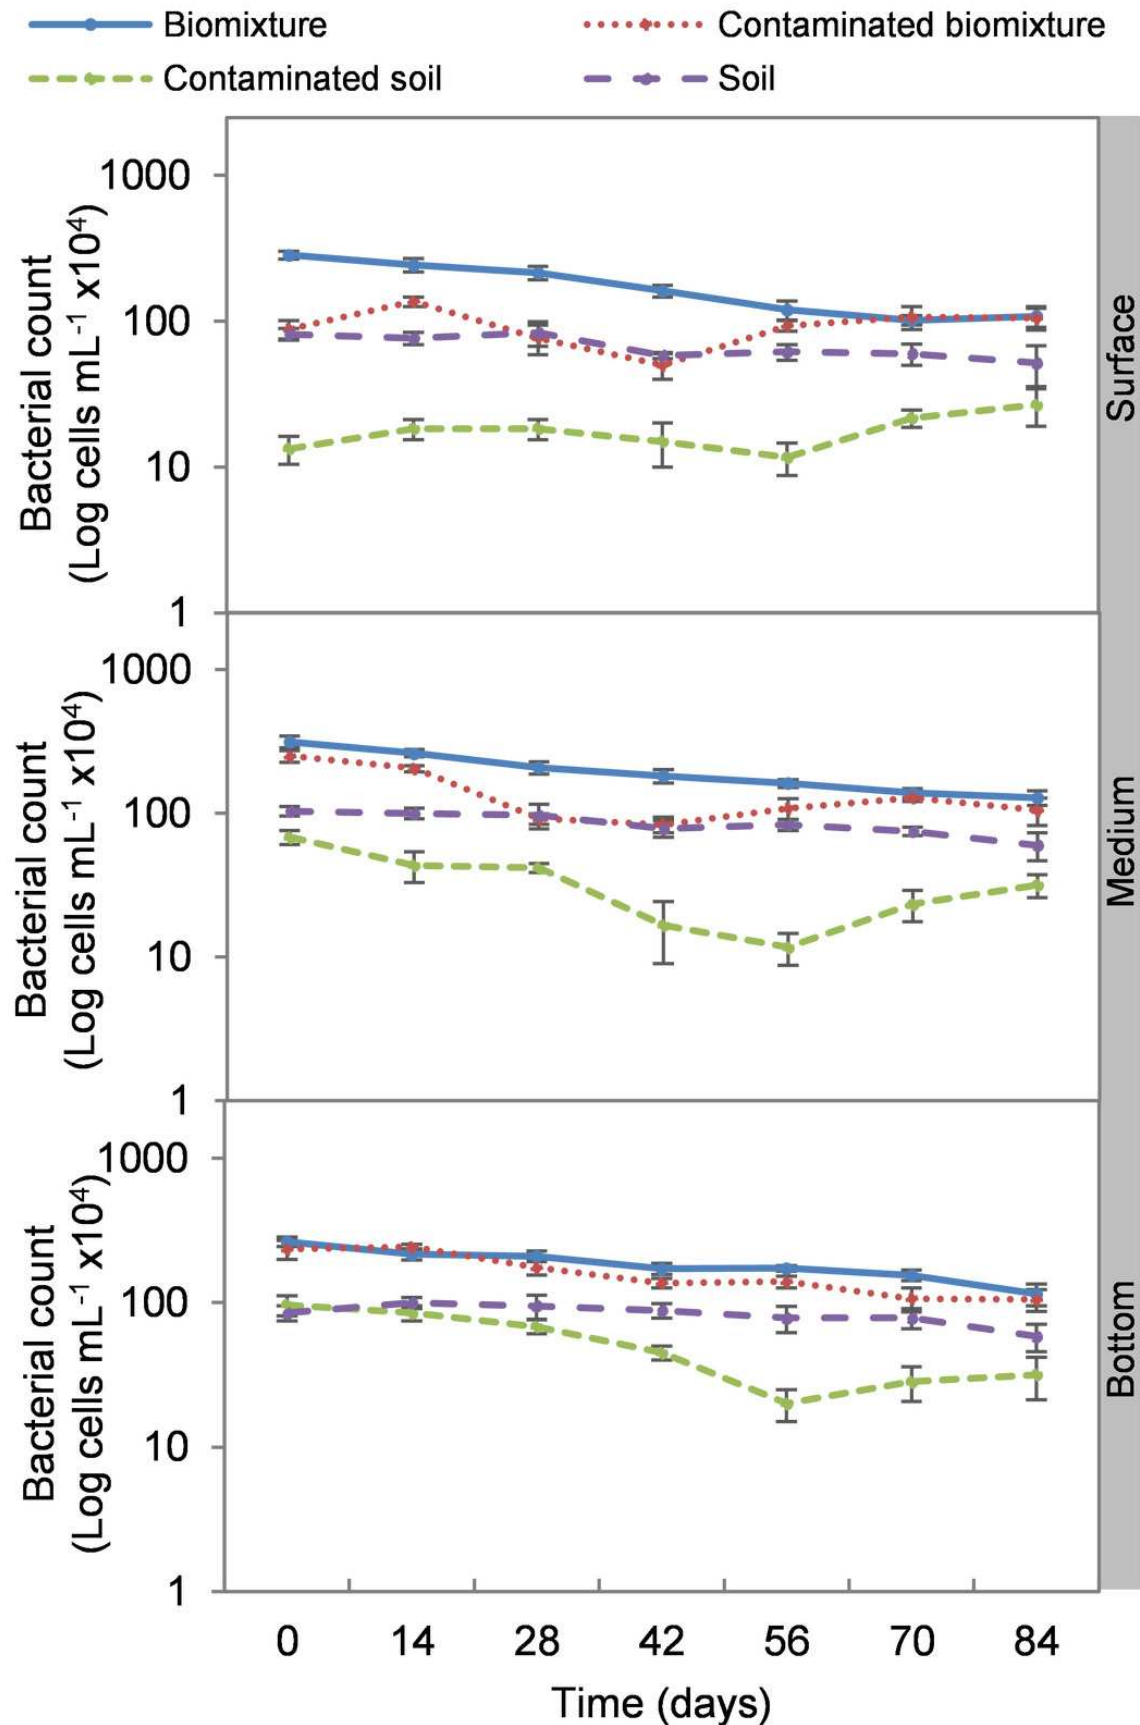 Biomixture
Contaminated biomixture
Contaminated soil
Soil
Bacterial count
(Log cells mL⁻¹ x10⁴)
1000
100
10
1
Surface
Bacterial count
(Log cells mL⁻¹ x10⁴)
1000
100
10
1
Medium
Bacterial count
(Log cells mL⁻¹ x10⁴)
1000
100
10
1
Bottom
0 14 28 42 56 70 84
Time (days)